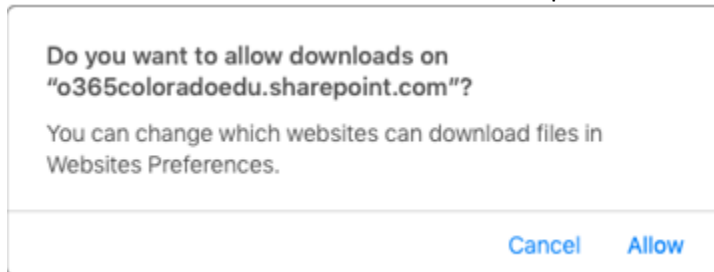 Do you want to allow downloads on
“o365coloradoedu.sharepoint.com”?
You can change which websites can download files in
Websites Preferences.
Cancel Allow